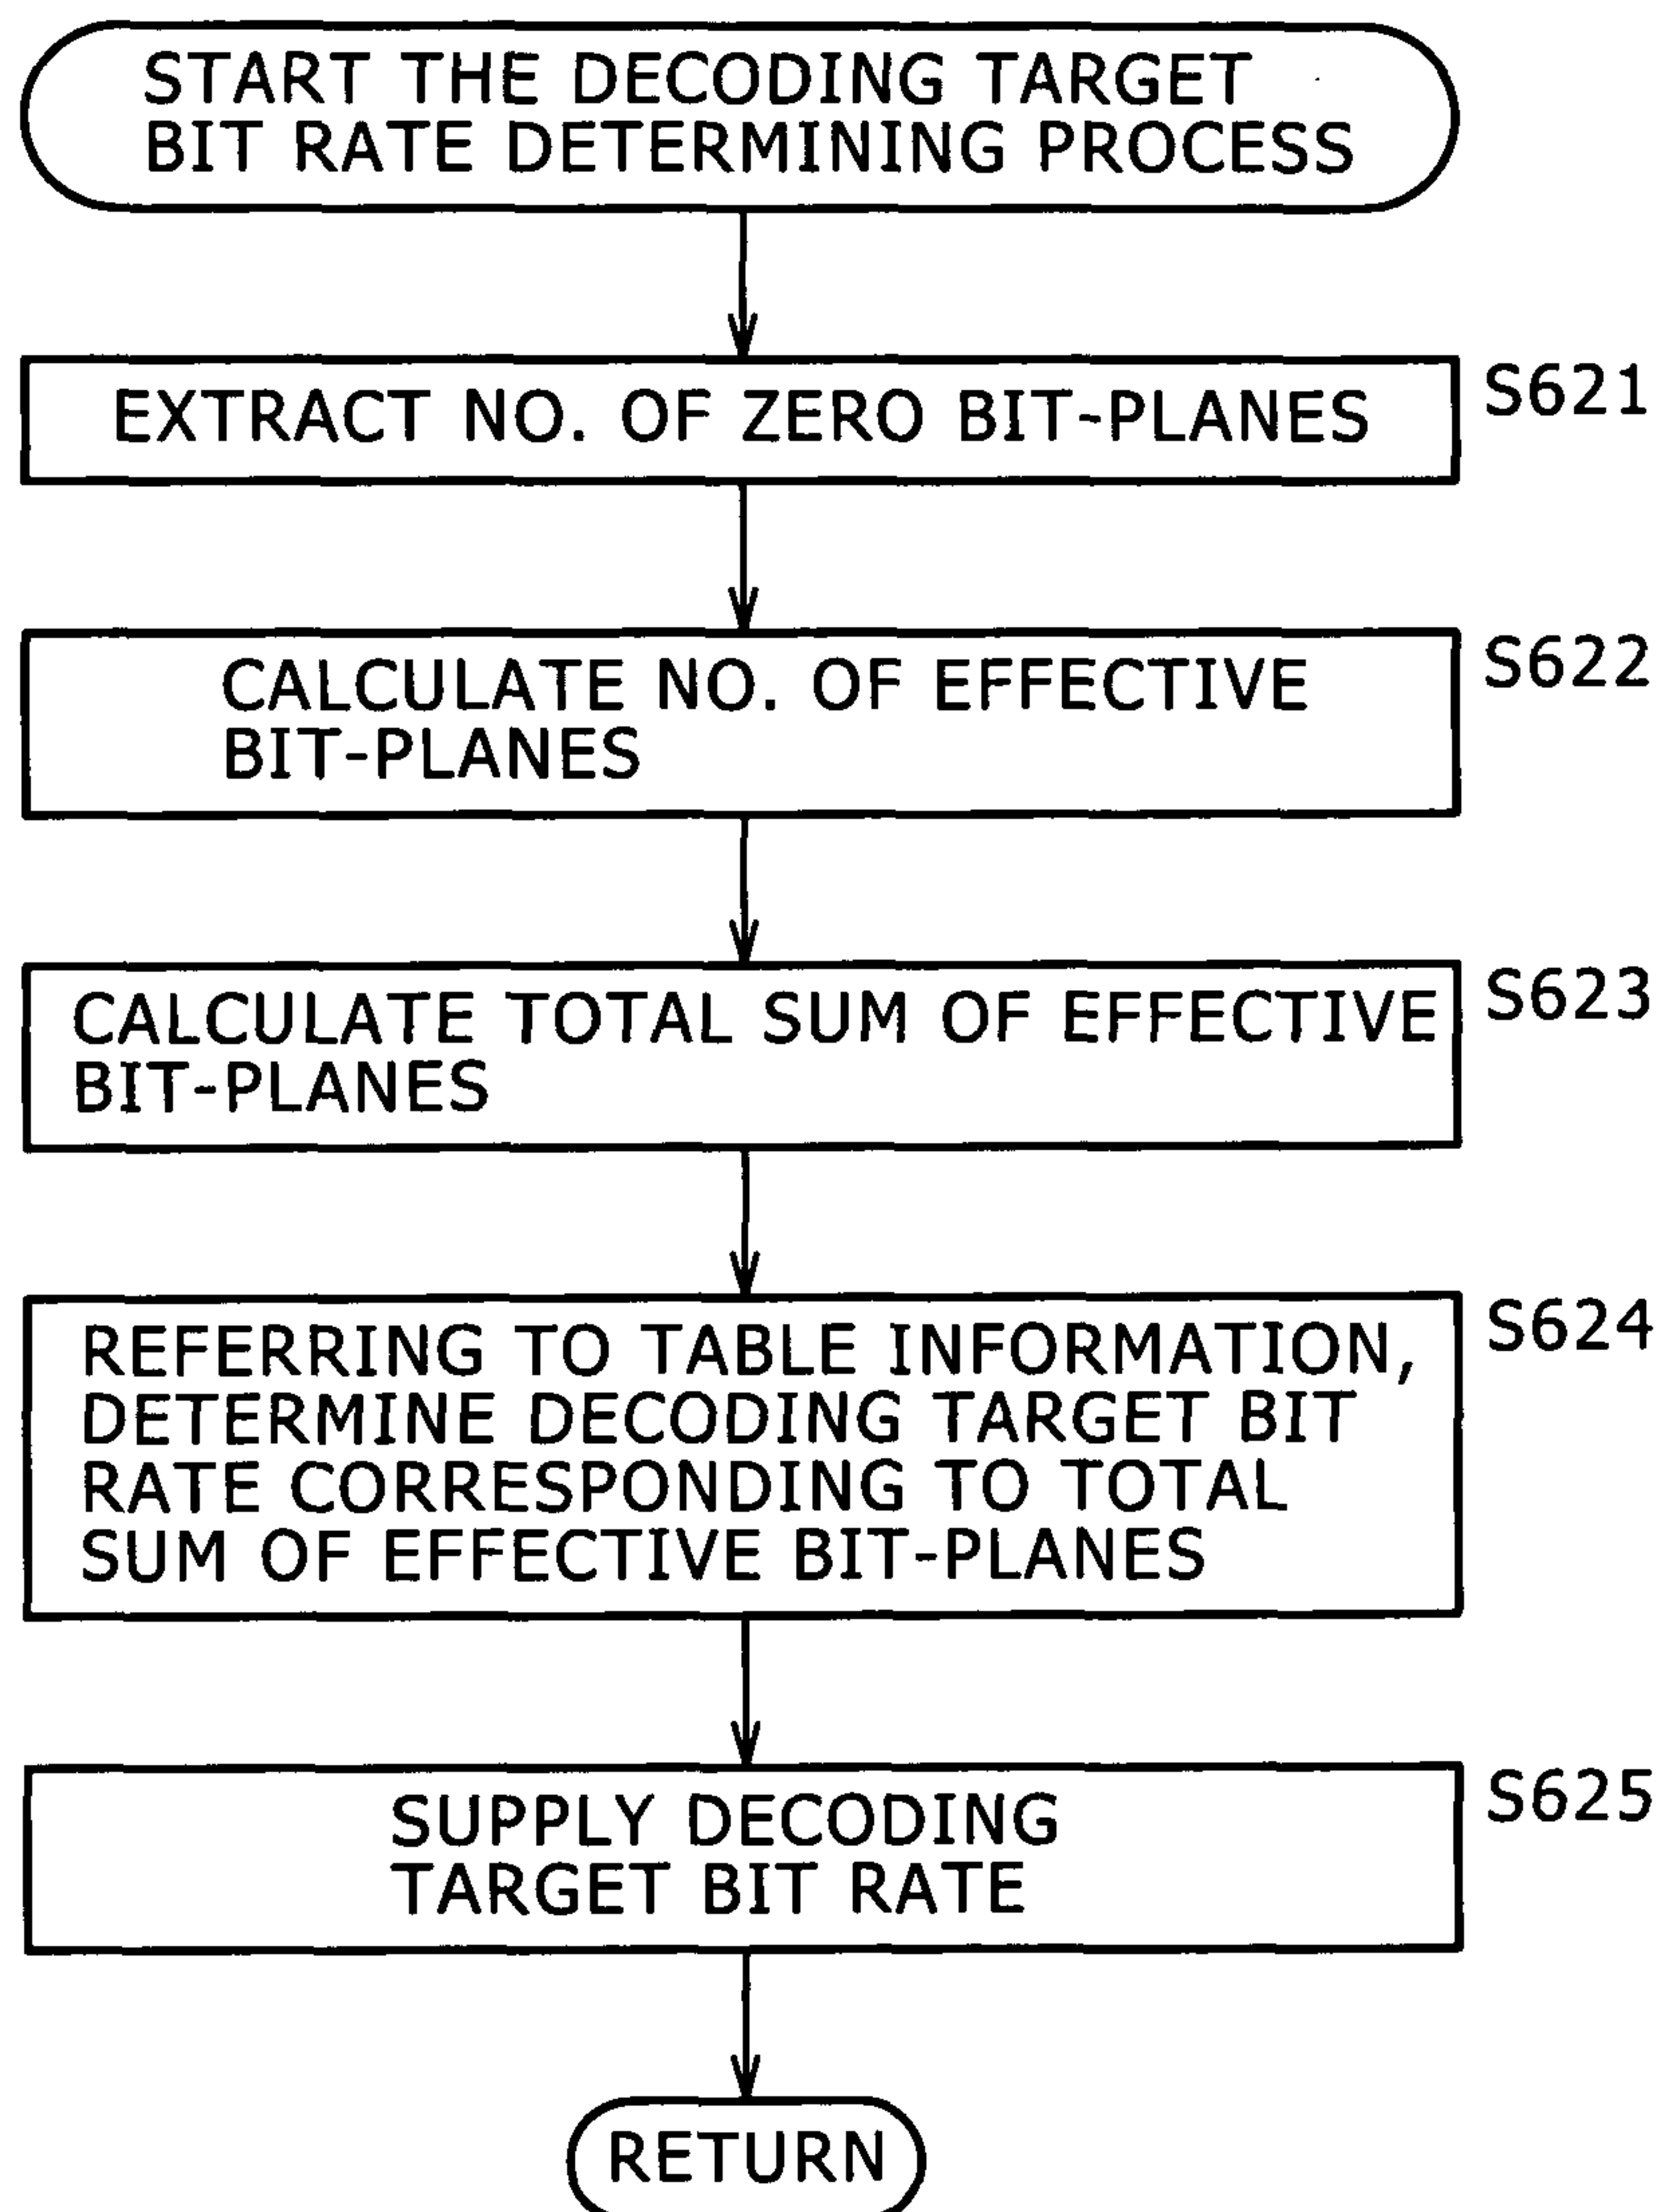 START THE DECODING TARGET
BIT RATE DETERMINING PROCESS
EXTRACT NO. OF ZERO BIT-PLANES
S621
CALCULATE NO. OF EFFECTIVE
BIT-PLANES
S622
CALCULATE TOTAL SUM OF EFFECTIVE
BIT-PLANES
S623
REFERRING TO TABLE INFORMATION,
DETERMINE DECODING TARGET BIT
RATE CORRESPONDING TO TOTAL
SUM OF EFFECTIVE BIT-PLANES
S624
SUPPLY DECODING
TARGET BIT RATE
S625
RETURN